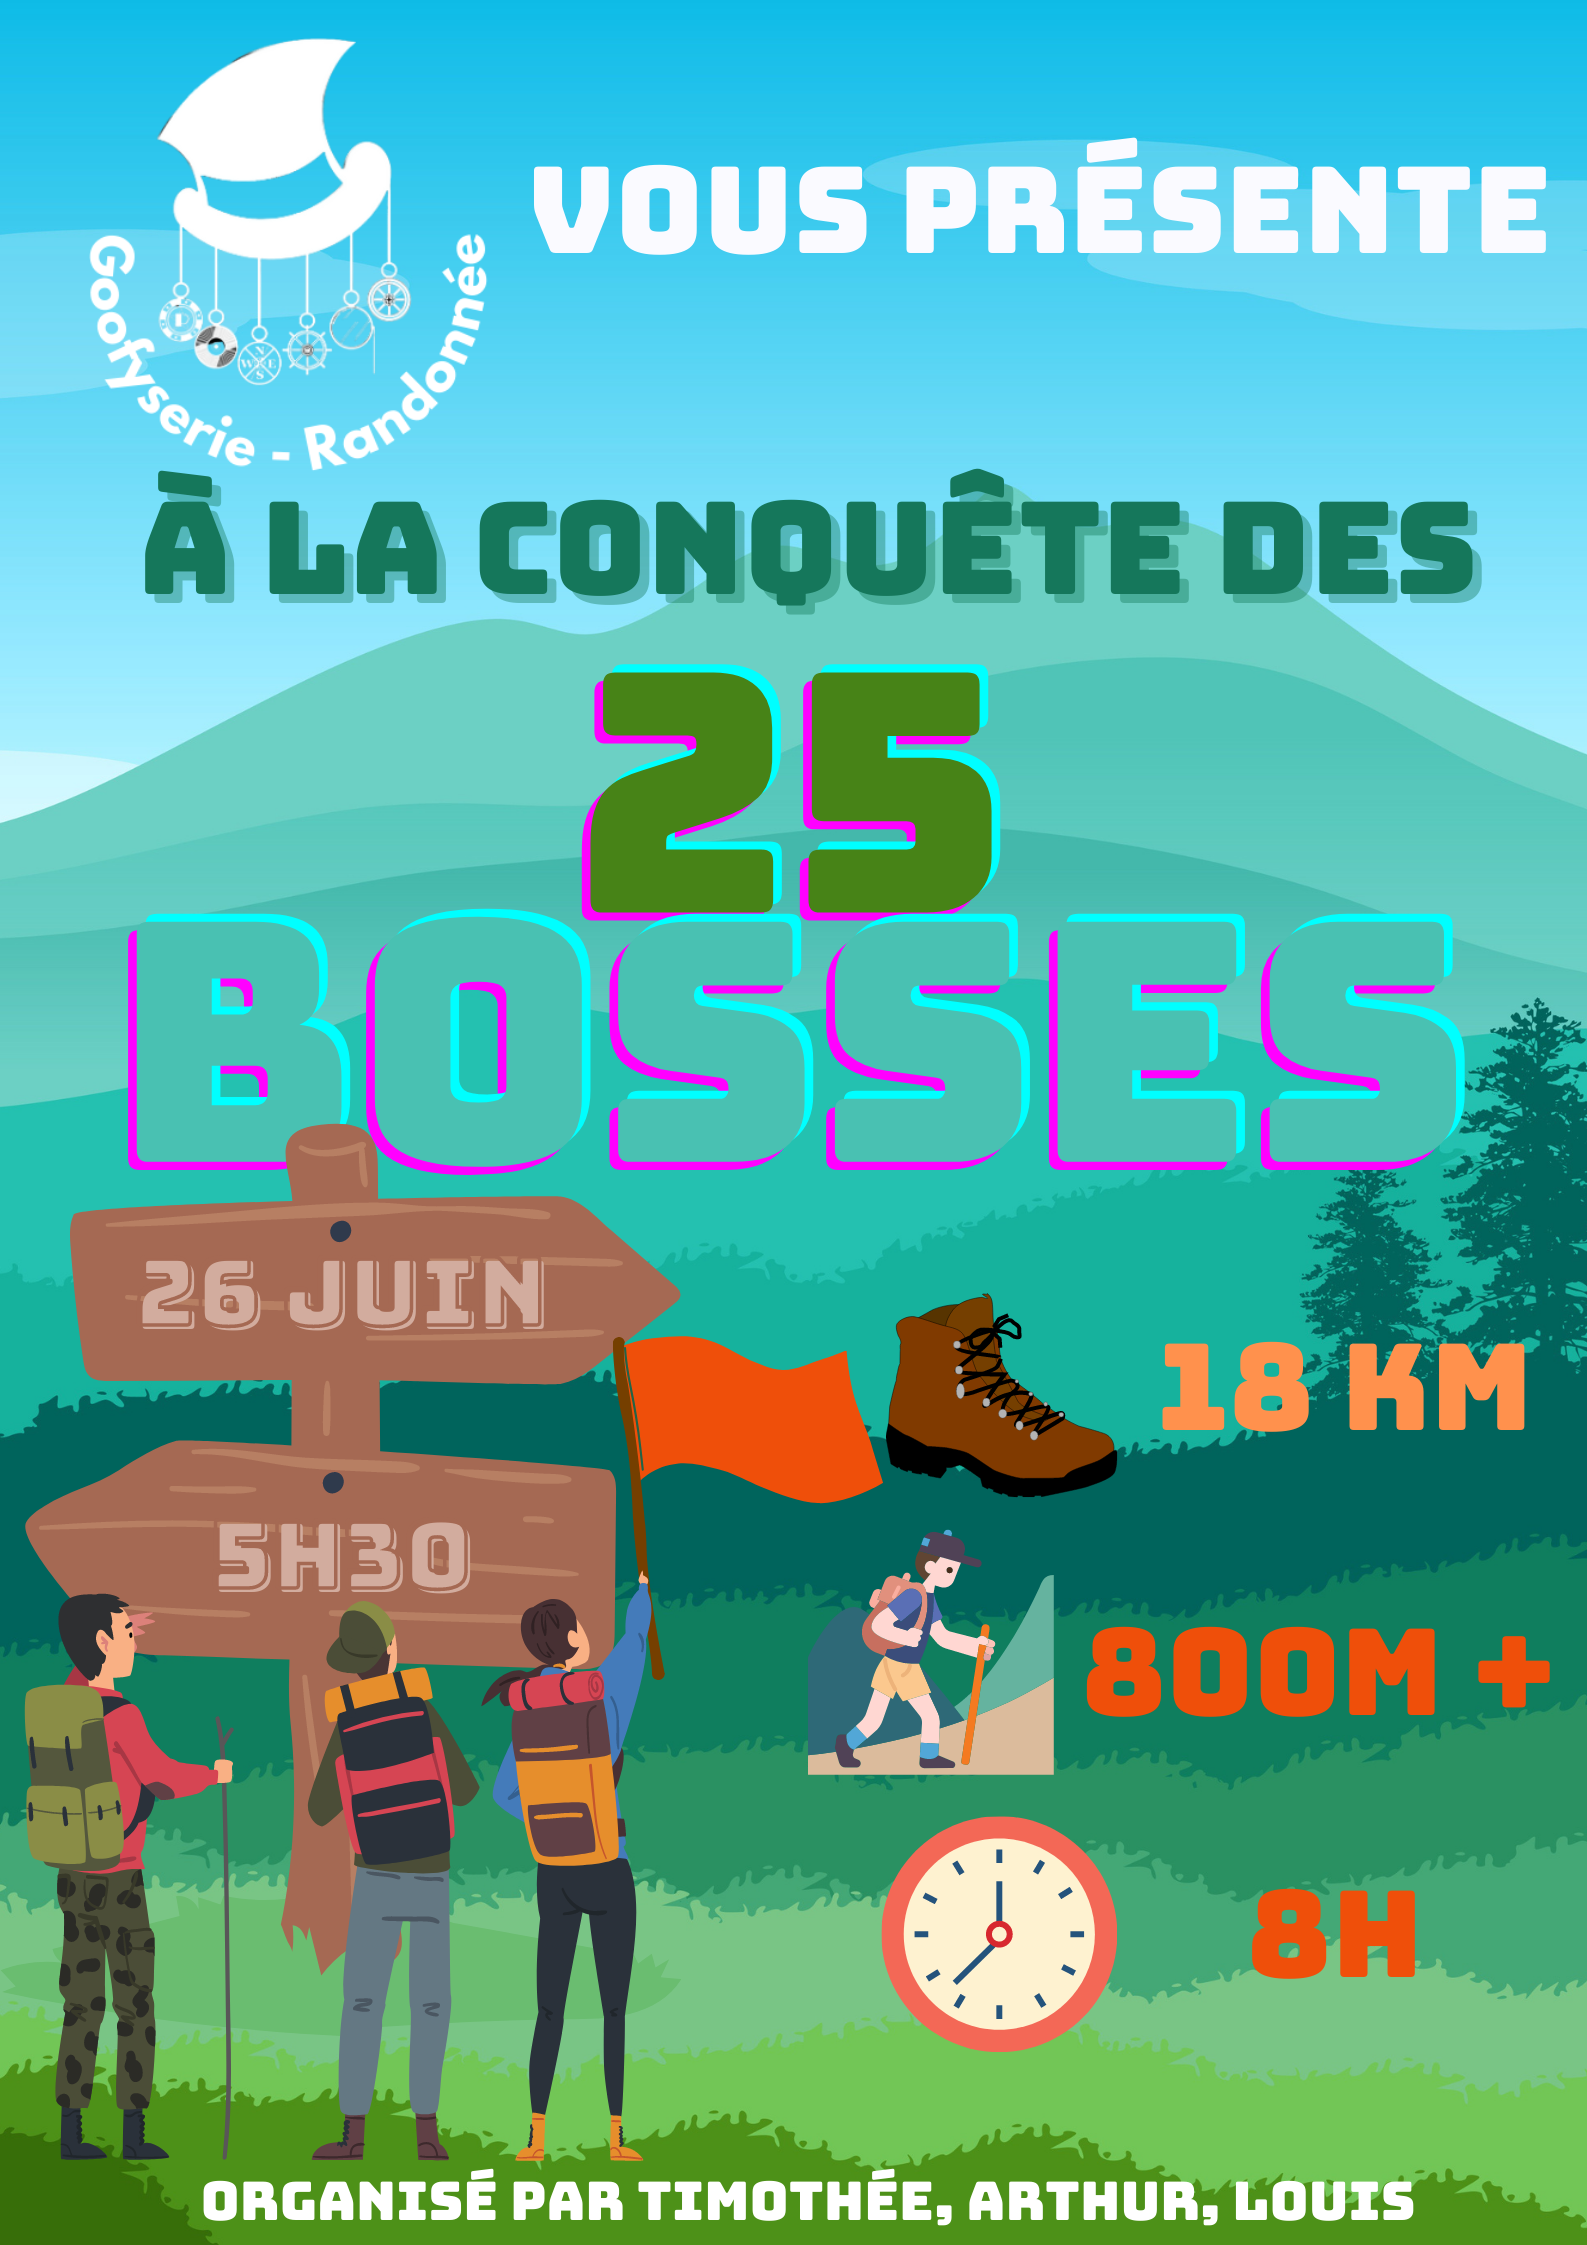 Goofyserie - Randonnée
VOUS PRÉSENTE
À LA CONQUÊTE DES
25
BOSSES
26 JUIN
18 KM
5H30
800M +
8H
ORGANISÉ PAR TIMOTHÉE, ARTHUR, LOUIS